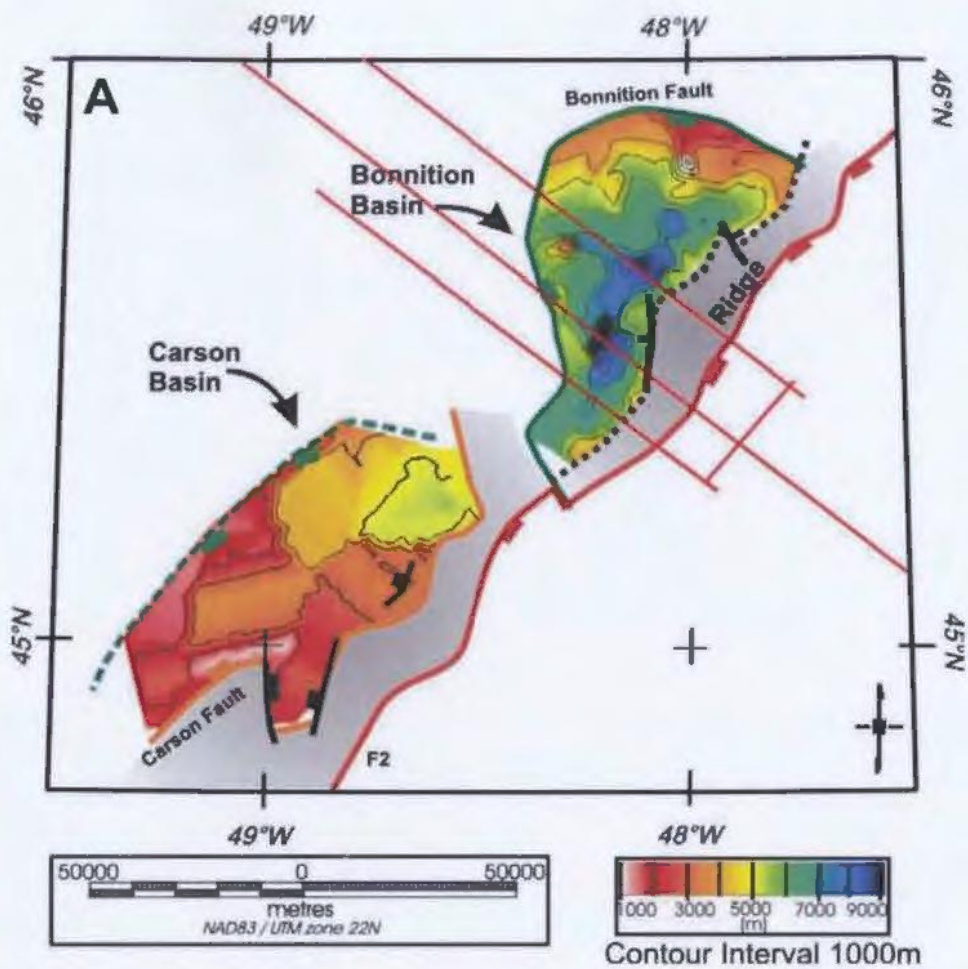 49°W 48°W
46°N 46°N
A
Bonnition Fault
Bonnition
Basin
Ridge
Carson
Basin
45°N 45°N
Carson Fault
F2
49°W 48°W
50000 0 50000
metres
NAD83 / UTM zone 22N
1000 3000 5000 7000 9000
[m]
Contour Interval 1000m